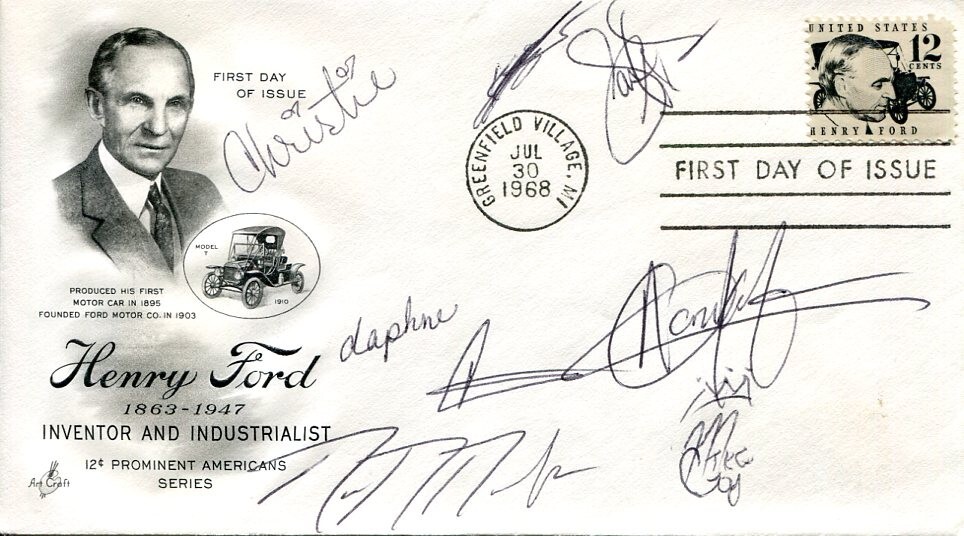 UNITED STATES
12
CENTS
HENRY FORD
FIRST DAY
OF ISSUE
Christie
GREENFIELD VILLAGE, MI
JUL
30
1968
FIRST DAY OF ISSUE
MODEL
T
1910
PRODUCED HIS FIRST
MOTOR CAR IN 1895
FOUNDED FORD MOTOR CO. IN 1903
daphne
Henry Ford
1863-1947
INVENTOR AND INDUSTRIALIST
12¢ PROMINENT AMERICANS
SERIES
Art Craft